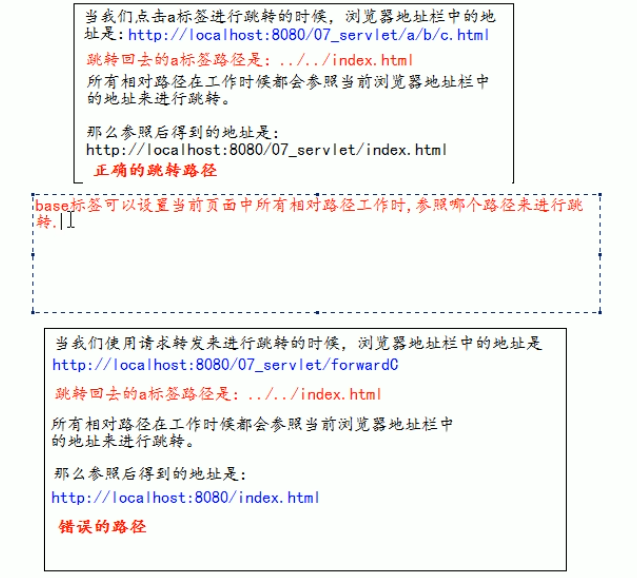 当我们点击a标签进行跳转的时候，浏览器地址栏中的地
址是：http://localhost:8080/07_servlet/a/b/c.html
跳转回去的a标签路径是：../../index.html
所有相对路径在工作时候都会参照当前浏览器地址栏中
的地址来进行跳转。
那么参照后得到的地址是：
http://localhost:8080/07_servlet/index.html
正确的跳转路径
base标签可以设置当前页面中所有相对路径工作时,参照哪个路径来进行跳
转.
当我们使用请求转发来进行跳转的时候，浏览器地址栏中的地址是
http://localhost:8080/07_servlet/forwardC
跳转回去的a标签路径是：../../index.html
所有相对路径在工作时候都会参照当前浏览器地址栏中
的地址来进行跳转。
那么参照后得到的地址是：
http://localhost:8080/index.html
错误的路径